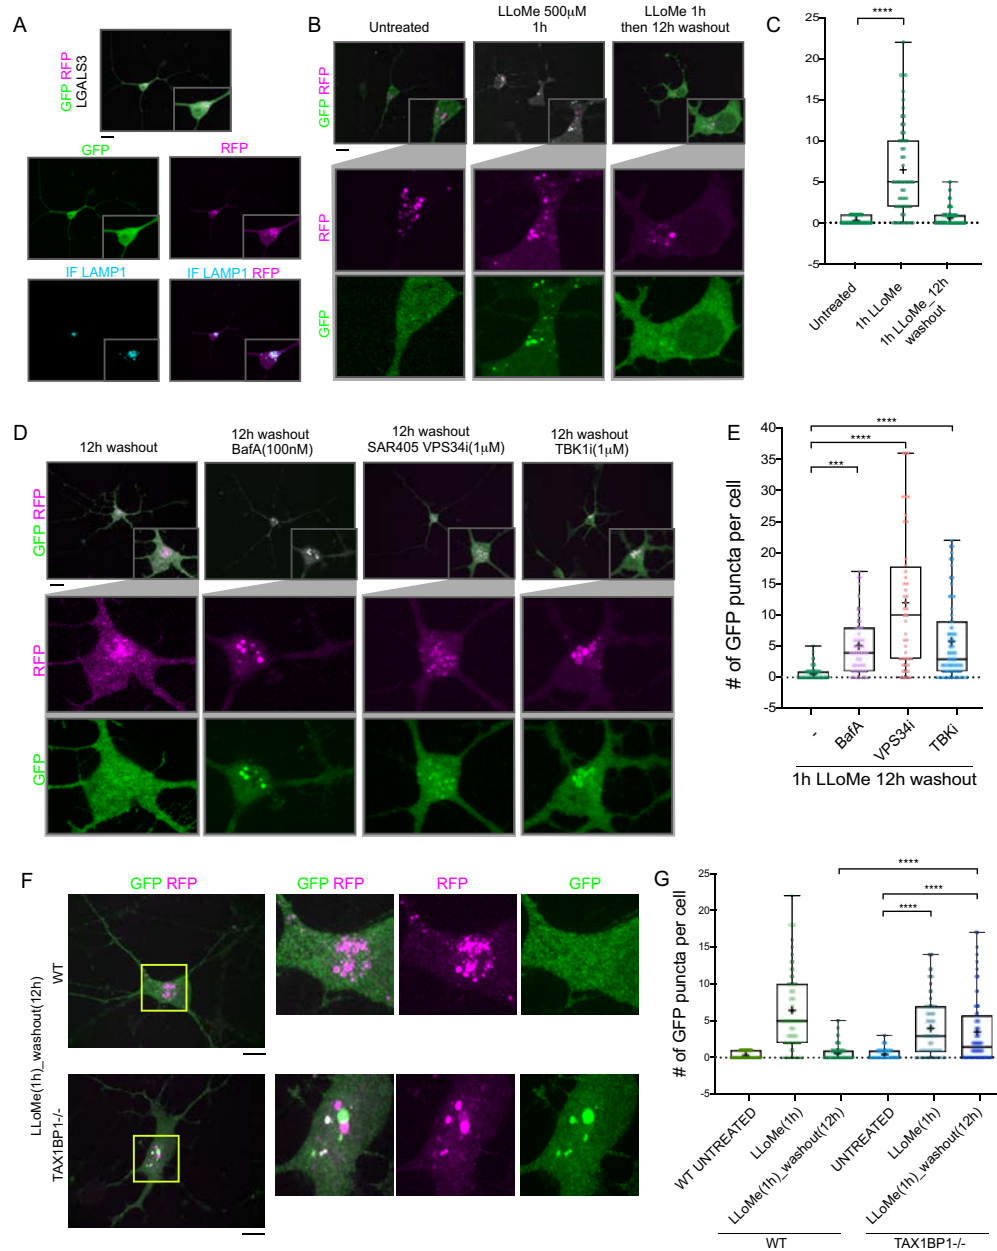 A
GFP RFP
LGALS3
GFP
RFP
IF LAMP1
IF LAMP1 RFP
B
Untreated
LLoMe 500µM
1h
LLoMe 1h
then 12h washout
GFP RFP
RFP
GFP
C
25
20
15
10
5
0
-5
****
Untreated
1h LLoMe
1h LLoMe_12h
washout
D
12h washout
12h washout
BafA(100nM)
12h washout
SAR405 VPS34i(1µM)
12h washout
TBK1i(1µM)
GFP RFP
RFP
GFP
E
# of GFP puncta per cell
40
35
30
25
20
15
10
5
0
-5
****
****
***
-
BafA
VPS34i
TBKi
1h LLoMe 12h washout
F
GFP RFP
GFP RFP
RFP
GFP
LLoMe(1h)_washout(12h)
WT
TAX1BP1-/-
G
# of GFP puncta per cell
25
20
15
10
5
0
-5
****
****
****
WT UNTREATED
LLoMe(1h)
LLoMe(1h)_washout(12h)
UNTREATED
LLoMe(1h)
LLoMe(1h)_washout(12h)
WT
TAX1BP1-/-